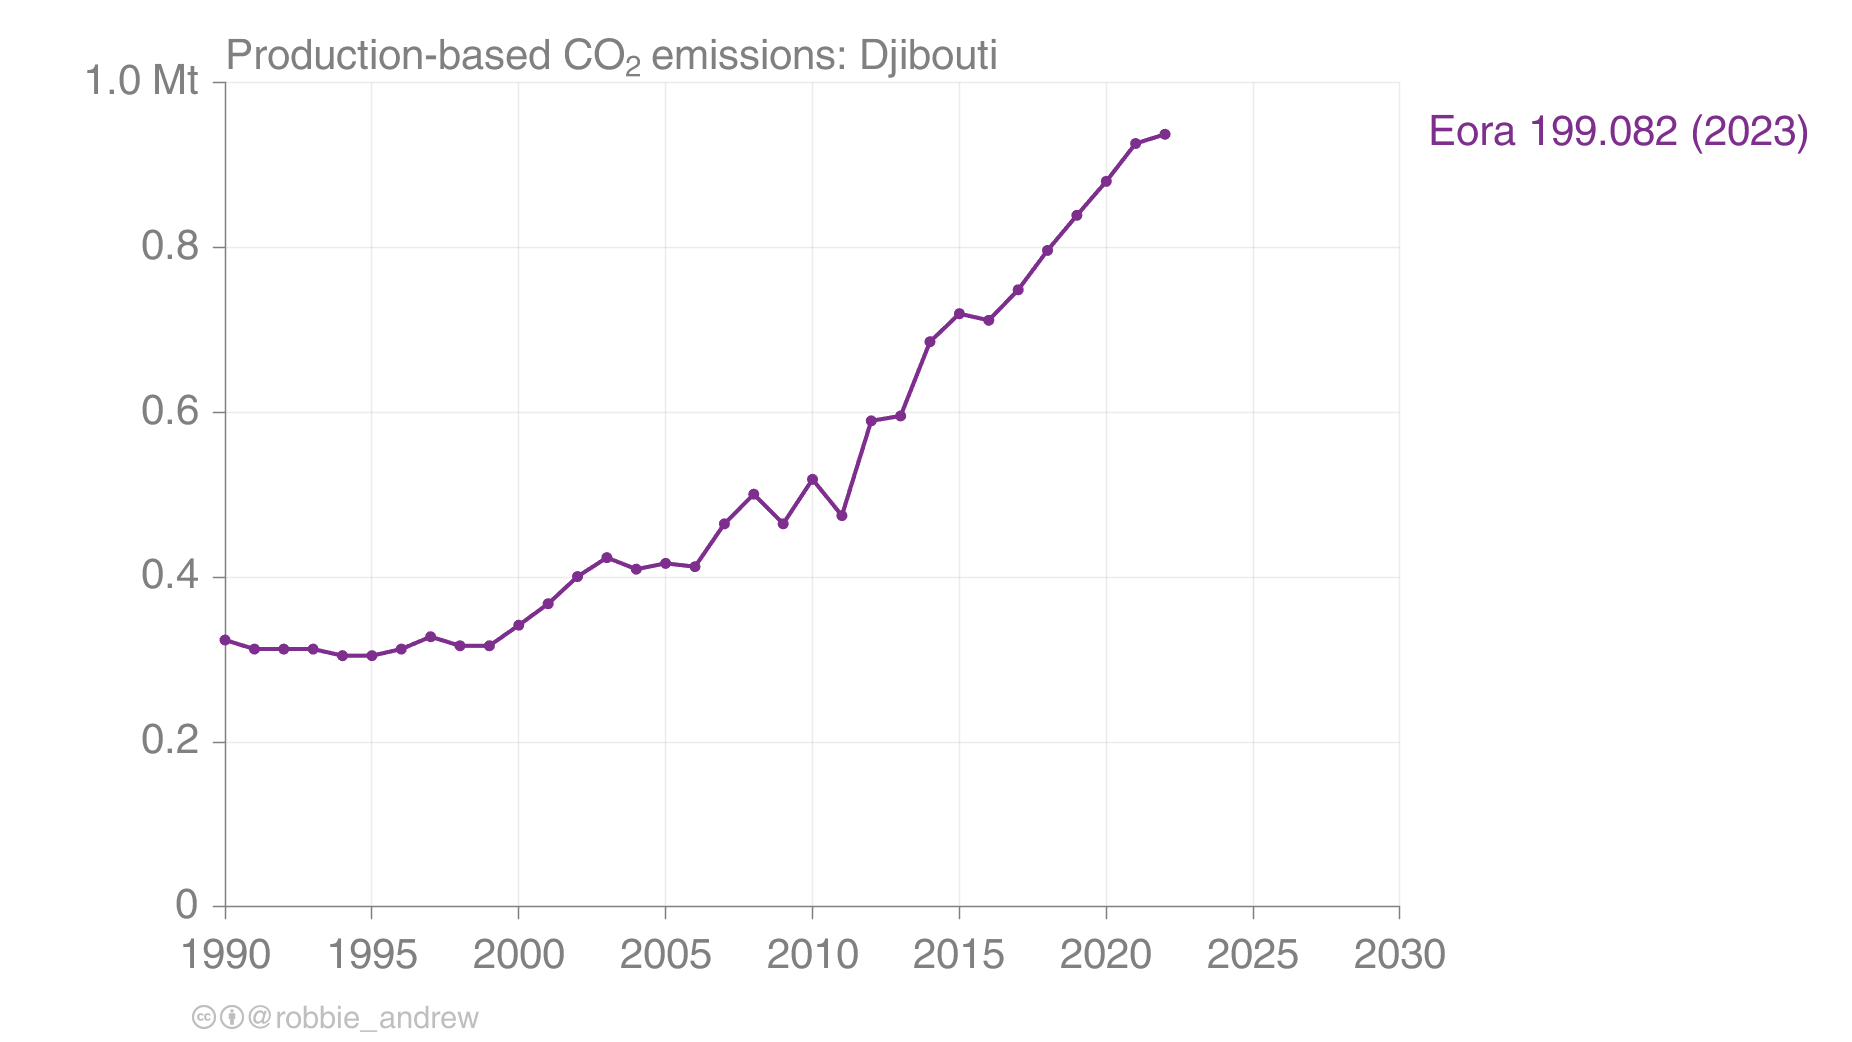 Production-based CO₂ emissions: Djibouti
1.0 Mt
0.8
0.6
0.4
0.2
0
1990 1995 2000 2005 2010 2015 2020 2025 2030
Eora 199.082 (2023)
@robbie_andrew